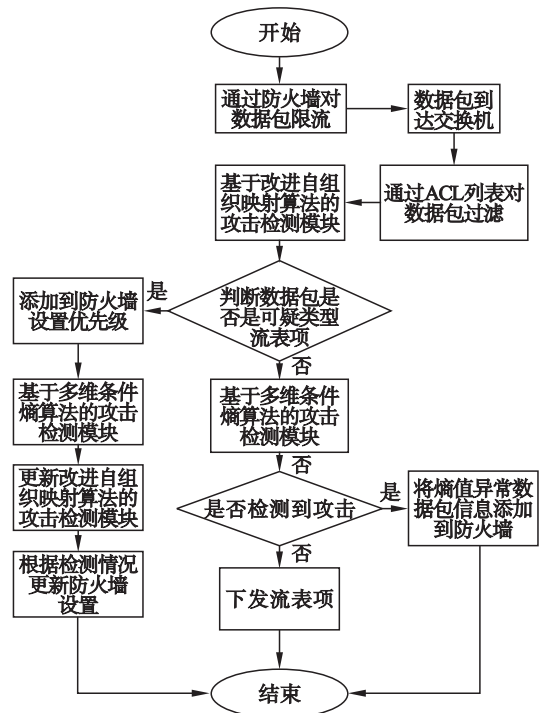 开始
通过防火墙对
数据包限流
数据包到
达交换机
通过ACL列表对
数据包过滤
基于改进自组
织映射算法的
攻击检测模块
判断数据包是
否是可疑类型
流表项
是
添加到防火墙
设置优先级
基于多维条件
熵算法的攻击
检测模块
更新改进自组
织映射算法的
攻击检测模块
根据检测情况
更新防火墙
设置
否
基于多维条件
熵算法的攻击
检测模块
否
是否检测到攻击
是
将熵值异常数
据包信息添加
到防火墙
否
下发流表项
结束